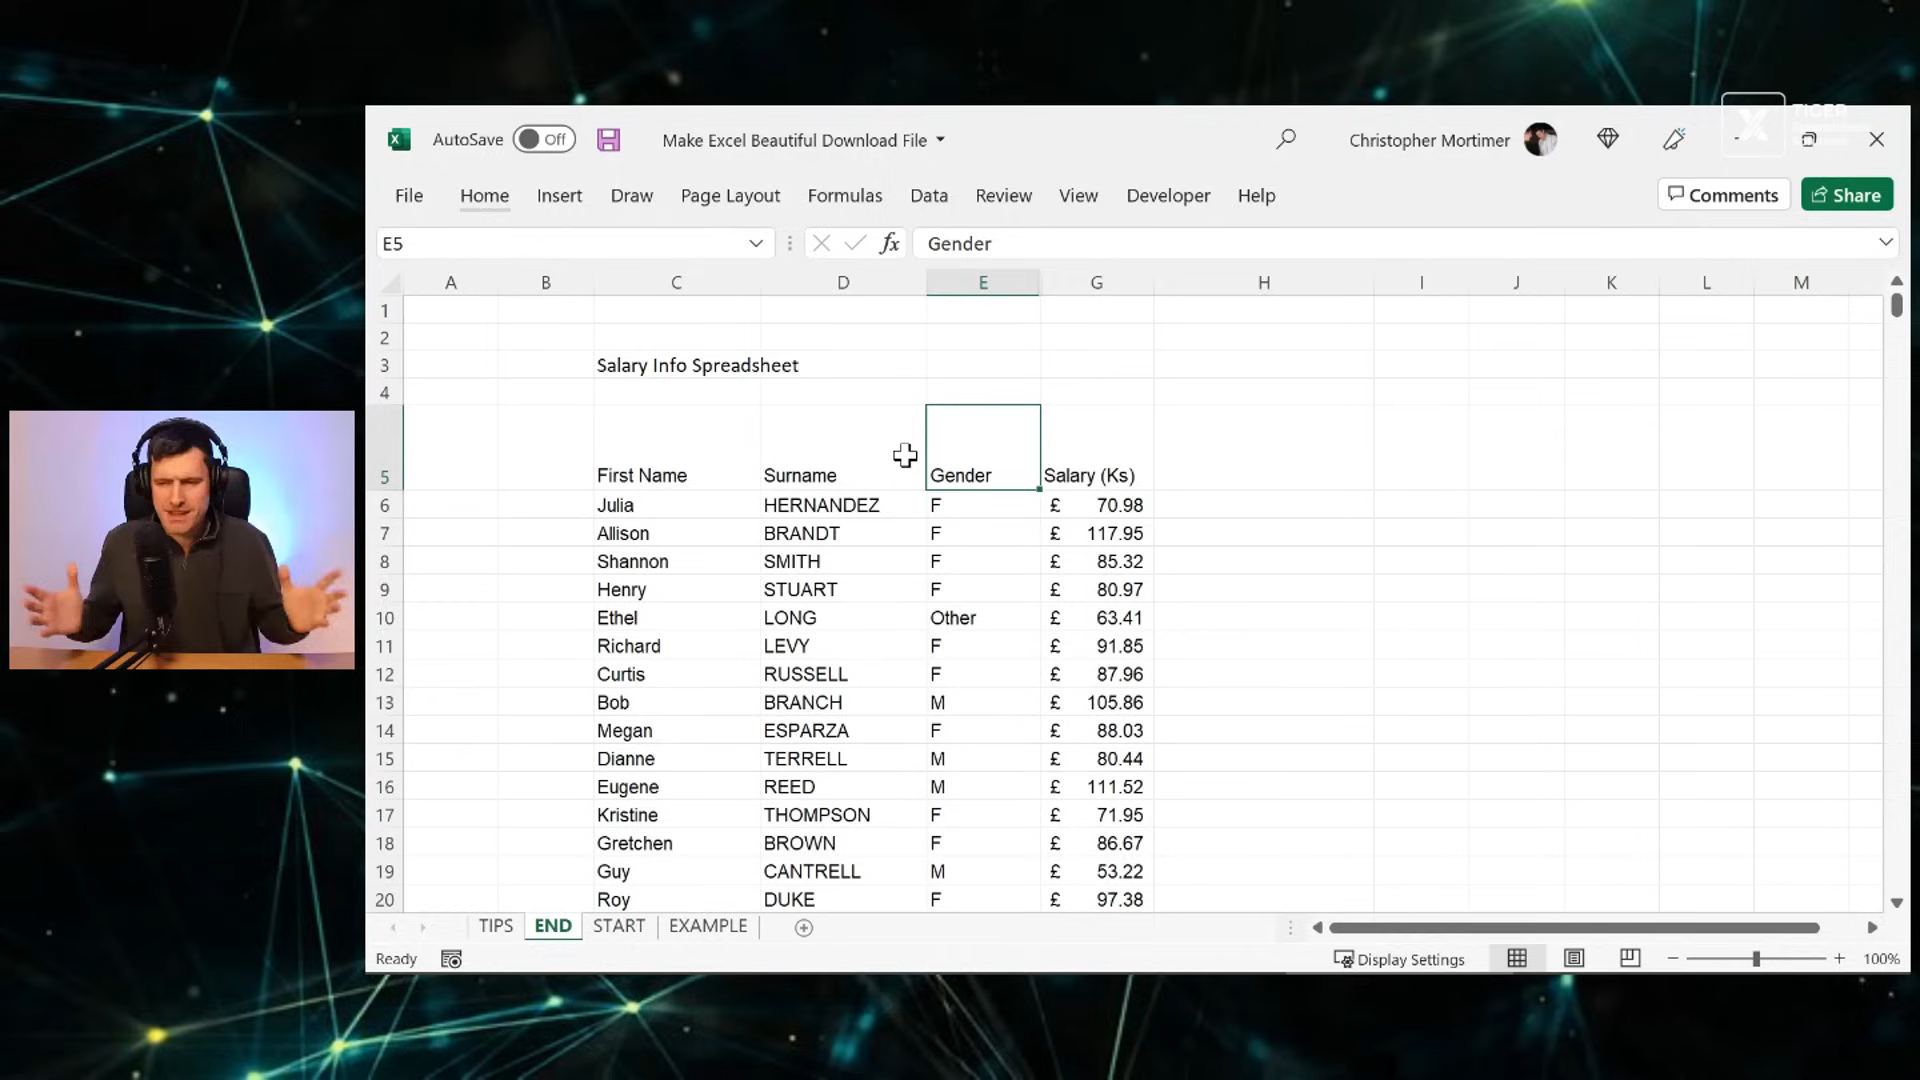 TIGER
AutoSave Off Make Excel Beautiful Download File Christopher Mortimer
File Home Insert Draw Page Layout Formulas Data Review View Developer Help Comments Share
E5 fx Gender
A B C D E G H I J K L M
1
2
3 Salary Info Spreadsheet
4
5 First Name Surname Gender Salary (Ks)
6 Julia HERNANDEZ F £ 70.98
7 Allison BRANDT F £ 117.95
8 Shannon SMITH F £ 85.32
9 Henry STUART F £ 80.97
10 Ethel LONG Other £ 63.41
11 Richard LEVY F £ 91.85
12 Curtis RUSSELL F £ 87.96
13 Bob BRANCH M £ 105.86
14 Megan ESPARZA F £ 88.03
15 Dianne TERRELL M £ 80.44
16 Eugene REED M £ 111.52
17 Kristine THOMPSON F £ 71.95
18 Gretchen BROWN F £ 86.67
19 Guy CANTRELL M £ 53.22
20 Roy DUKE F £ 97.38
TIPS END START EXAMPLE
Ready Display Settings 100%